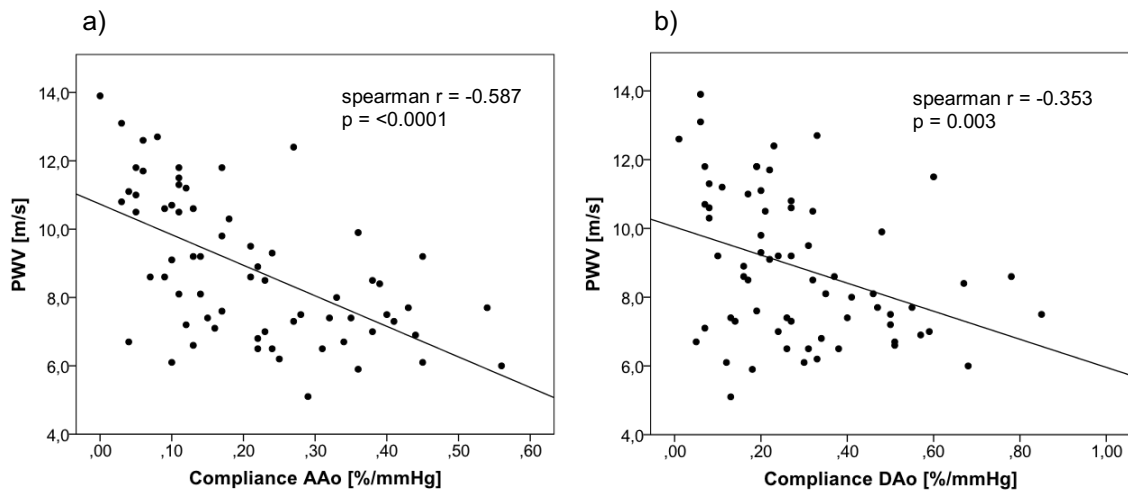 a)
spearman r = -0.587
p = <0.0001
PWV [m/s]
14,0
12,0
10,0
8,0
6,0
4,0
,00 ,10 ,20 ,30 ,40 ,50 ,60
Compliance AAo [%/mmHg]
b)
spearman r = -0.353
p = 0.003
PWV [m/s]
14,0
12,0
10,0
8,0
6,0
4,0
,00 ,20 ,40 ,60 ,80 1,00
Compliance DAo [%/mmHg]